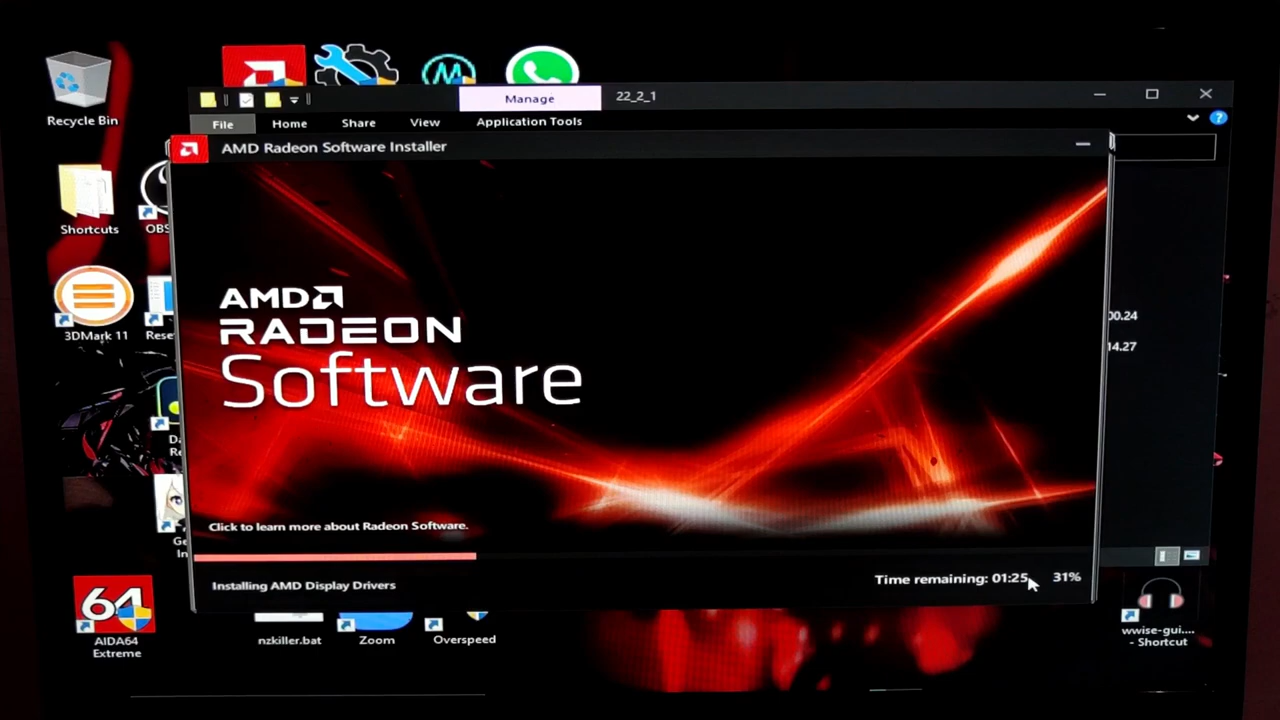 Manage
22_2_1
File
Home
Share
View
Application Tools
AMD Radeon Software Installer
Recycle Bin
Shortcuts
OBS
3DMark 11
Rese
00.24
14.27
AMD
RADEON
Software
Click to learn more about Radeon Software.
Installing AMD Display Drivers
Time remaining: 01:25
31%
64
AIDA64
Extreme
nzkiller.bat
Zoom
Overspeed
wwise-gui....
- Shortcut